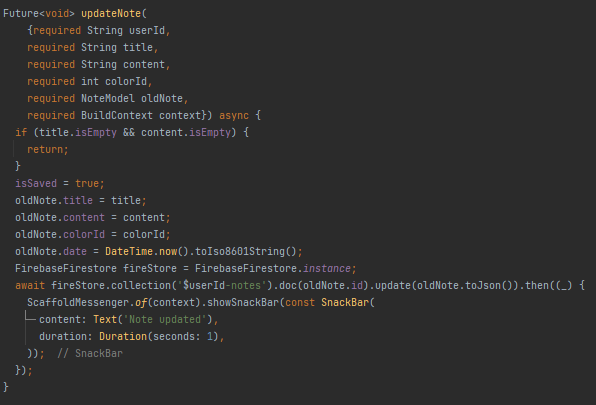 Future<void> updateNote(
    {required String userId,
    required String title,
    required String content,
    required int colorId,
    required NoteModel oldNote,
    required BuildContext context}) async {
  if (title.isEmpty && content.isEmpty) {
    return;
  }
  isSaved = true;
  oldNote.title = title;
  oldNote.content = content;
  oldNote.colorId = colorId;
  oldNote.date = DateTime.now().toIso8601String();
  FirebaseFirestore fireStore = FirebaseFirestore.instance;
  await fireStore.collection('$userId-notes').doc(oldNote.id).update(oldNote.toJson()).then((_) {
    ScaffoldMessenger.of(context).showSnackBar(const SnackBar(
      content: Text('Note updated'),
      duration: Duration(seconds: 1),
    ));  // SnackBar
  });
}